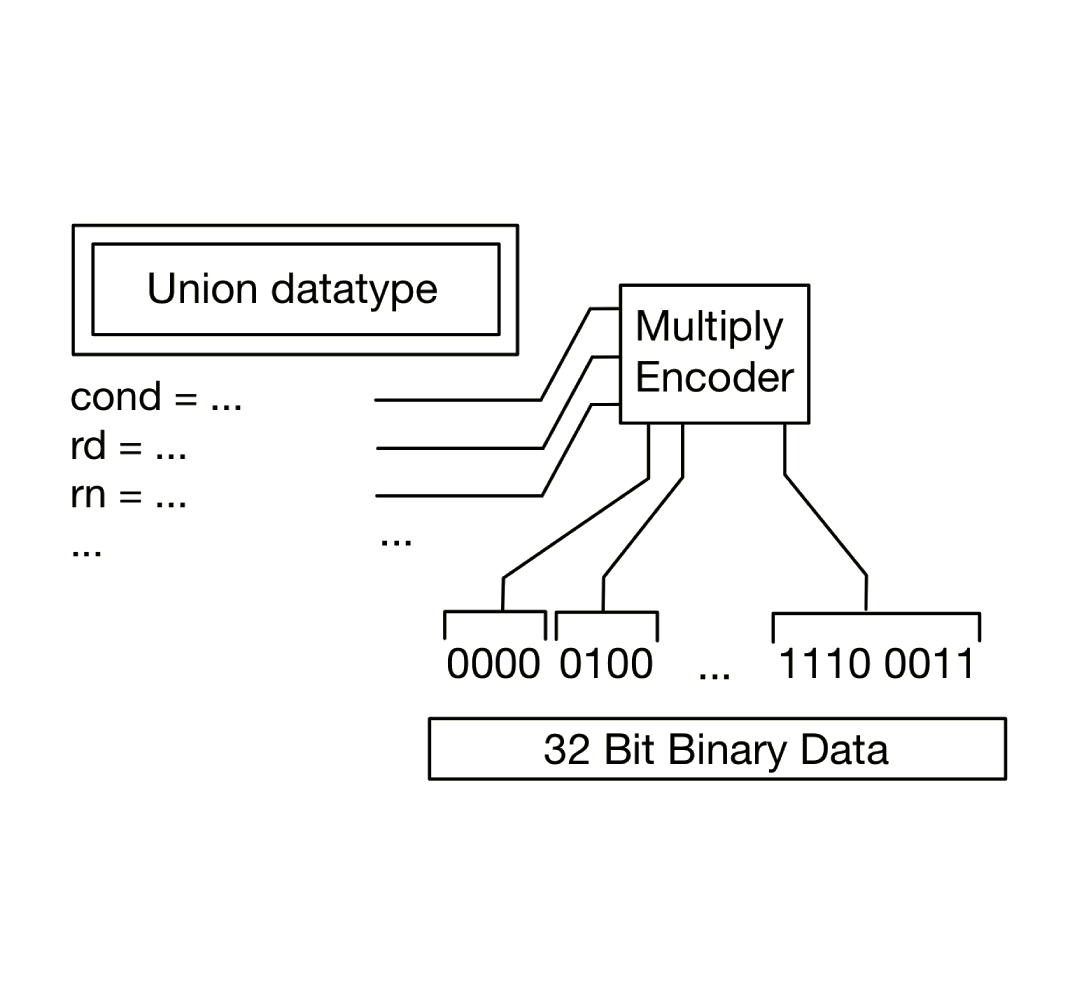 Union datatype
Multiply
Encoder
cond = ...
rd = ...
rn = ...
... ...
0000 0100 ... 1110 0011
32 Bit Binary Data